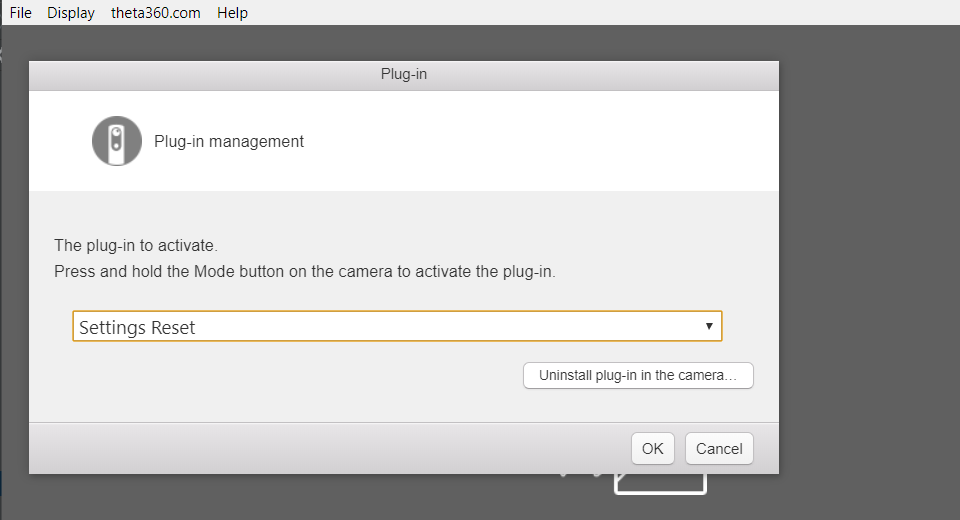 File Display theta360.com Help
Plug-in
Plug-in management
The plug-in to activate.
Press and hold the Mode button on the camera to activate the plug-in.
Settings Reset
Uninstall plug-in in the camera...
OK Cancel